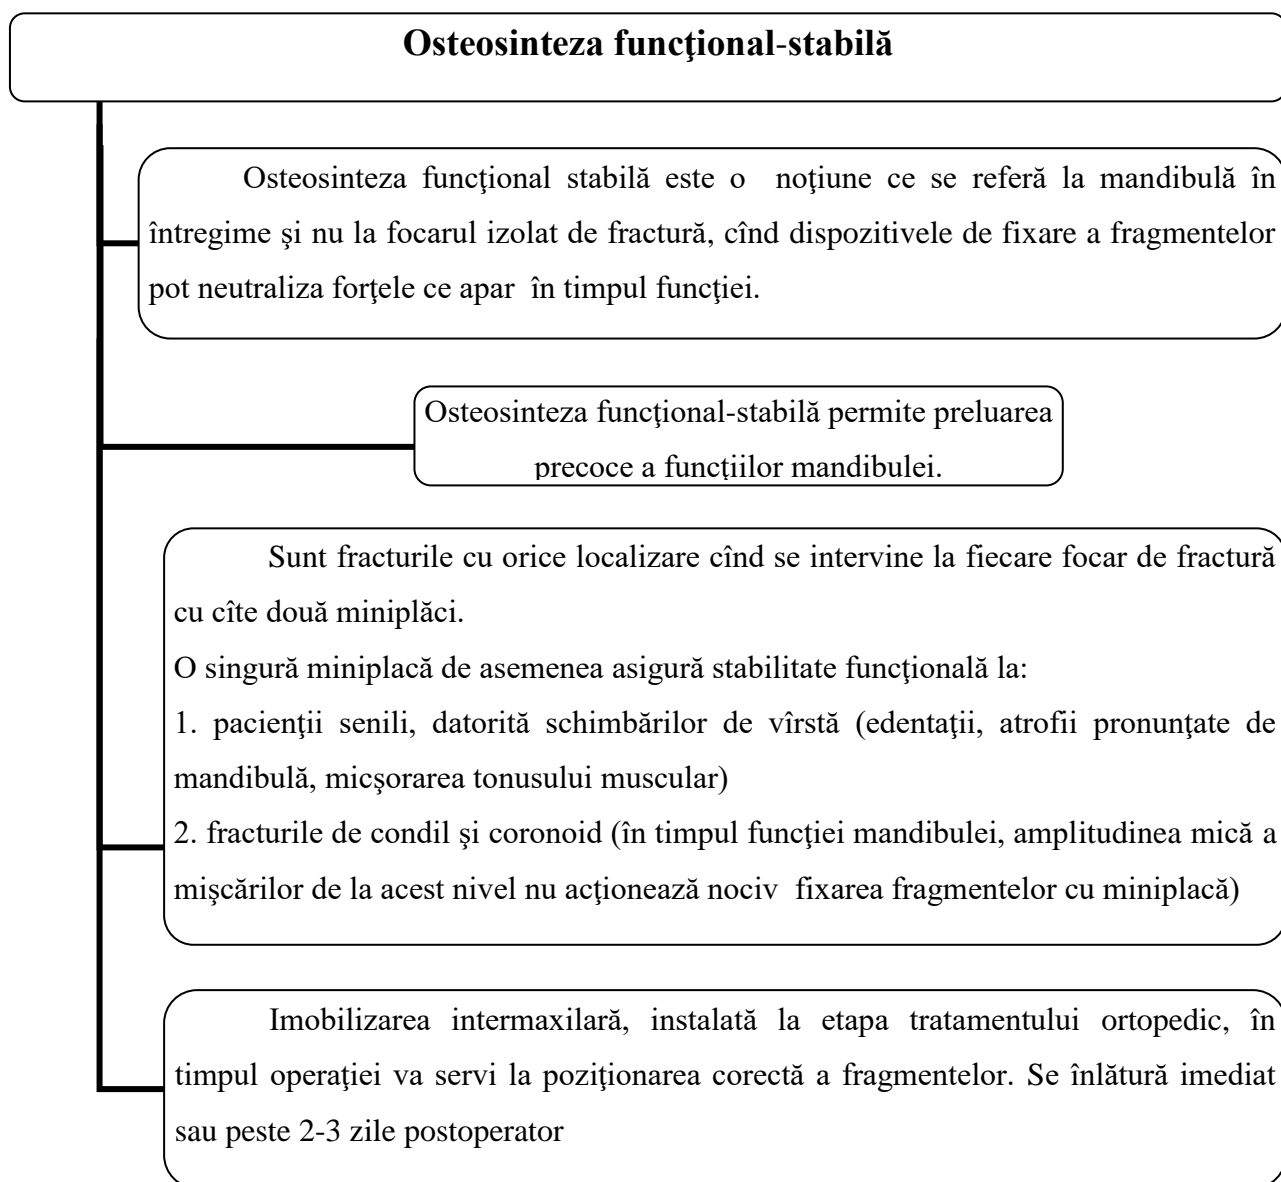 Osteosinteza funcţional-stabilă
Osteosinteza funcţional stabilă este o noţiune ce se referă la mandibulă în
întregime şi nu la focarul izolat de fractură, cînd dispozitivele de fixare a fragmentelor
pot neutraliza forţele ce apar în timpul funcţiei.
Osteosinteza funcţional-stabilă permite preluarea
precoce a funcţiilor mandibulei.
Sunt fracturile cu orice localizare cînd se intervine la fiecare focar de fractură
cu cîte două miniplăci.
O singură miniplacă de asemenea asigură stabilitate funcţională la:
1. pacienţii senili, datorită schimbărilor de vîrstă (edentaţii, atrofii pronunţate de
mandibulă, micşorarea tonusului muscular)
2. fracturile de condil şi coronoid (în timpul funcţiei mandibulei, amplitudinea mică a
mişcărilor de la acest nivel nu acţionează nociv fixarea fragmentelor cu miniplacă)
Imobilizarea intermaxilară, instalată la etapa tratamentului ortopedic, în
timpul operaţiei va servi la poziţionarea corectă a fragmentelor. Se înlătură imediat
sau peste 2-3 zile postoperator